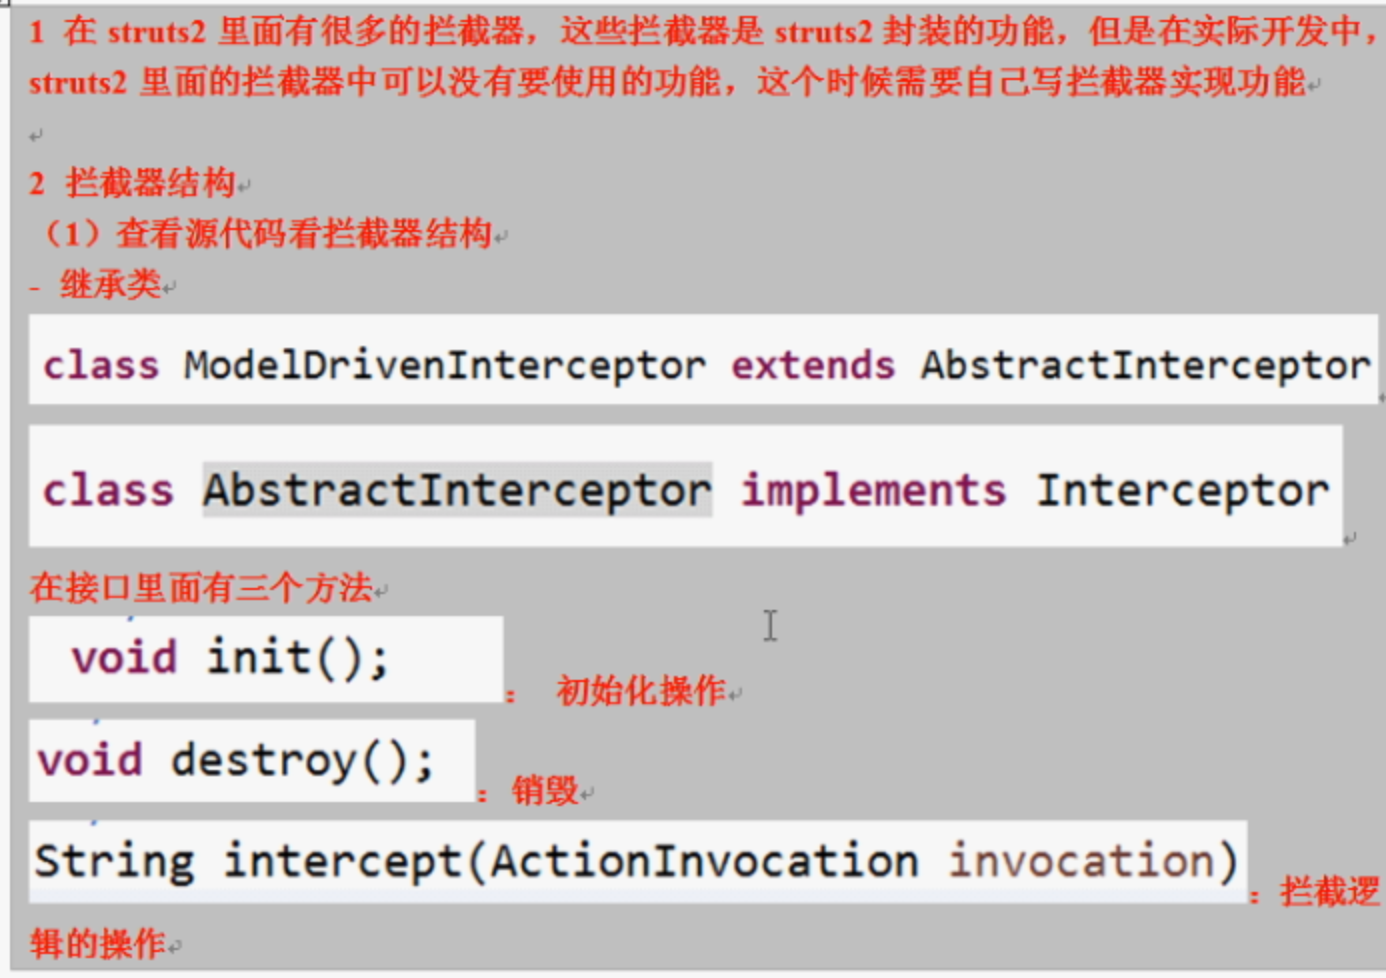 1 在 struts2 里面有很多的拦截器，这些拦截器是 struts2 封装的功能，但是在实际开发中，
struts2 里面的拦截器中可以没有要使用的功能，这个时候需要自己写拦截器实现功能
2 拦截器结构
（1）查看源代码看拦截器结构
- 继承类
class ModelDrivenInterceptor extends AbstractInterceptor
class AbstractInterceptor implements Interceptor
在接口里面有三个方法
void init();： 初始化操作
void destroy();：销毁
String intercept(ActionInvocation invocation)：拦截逻
辑的操作